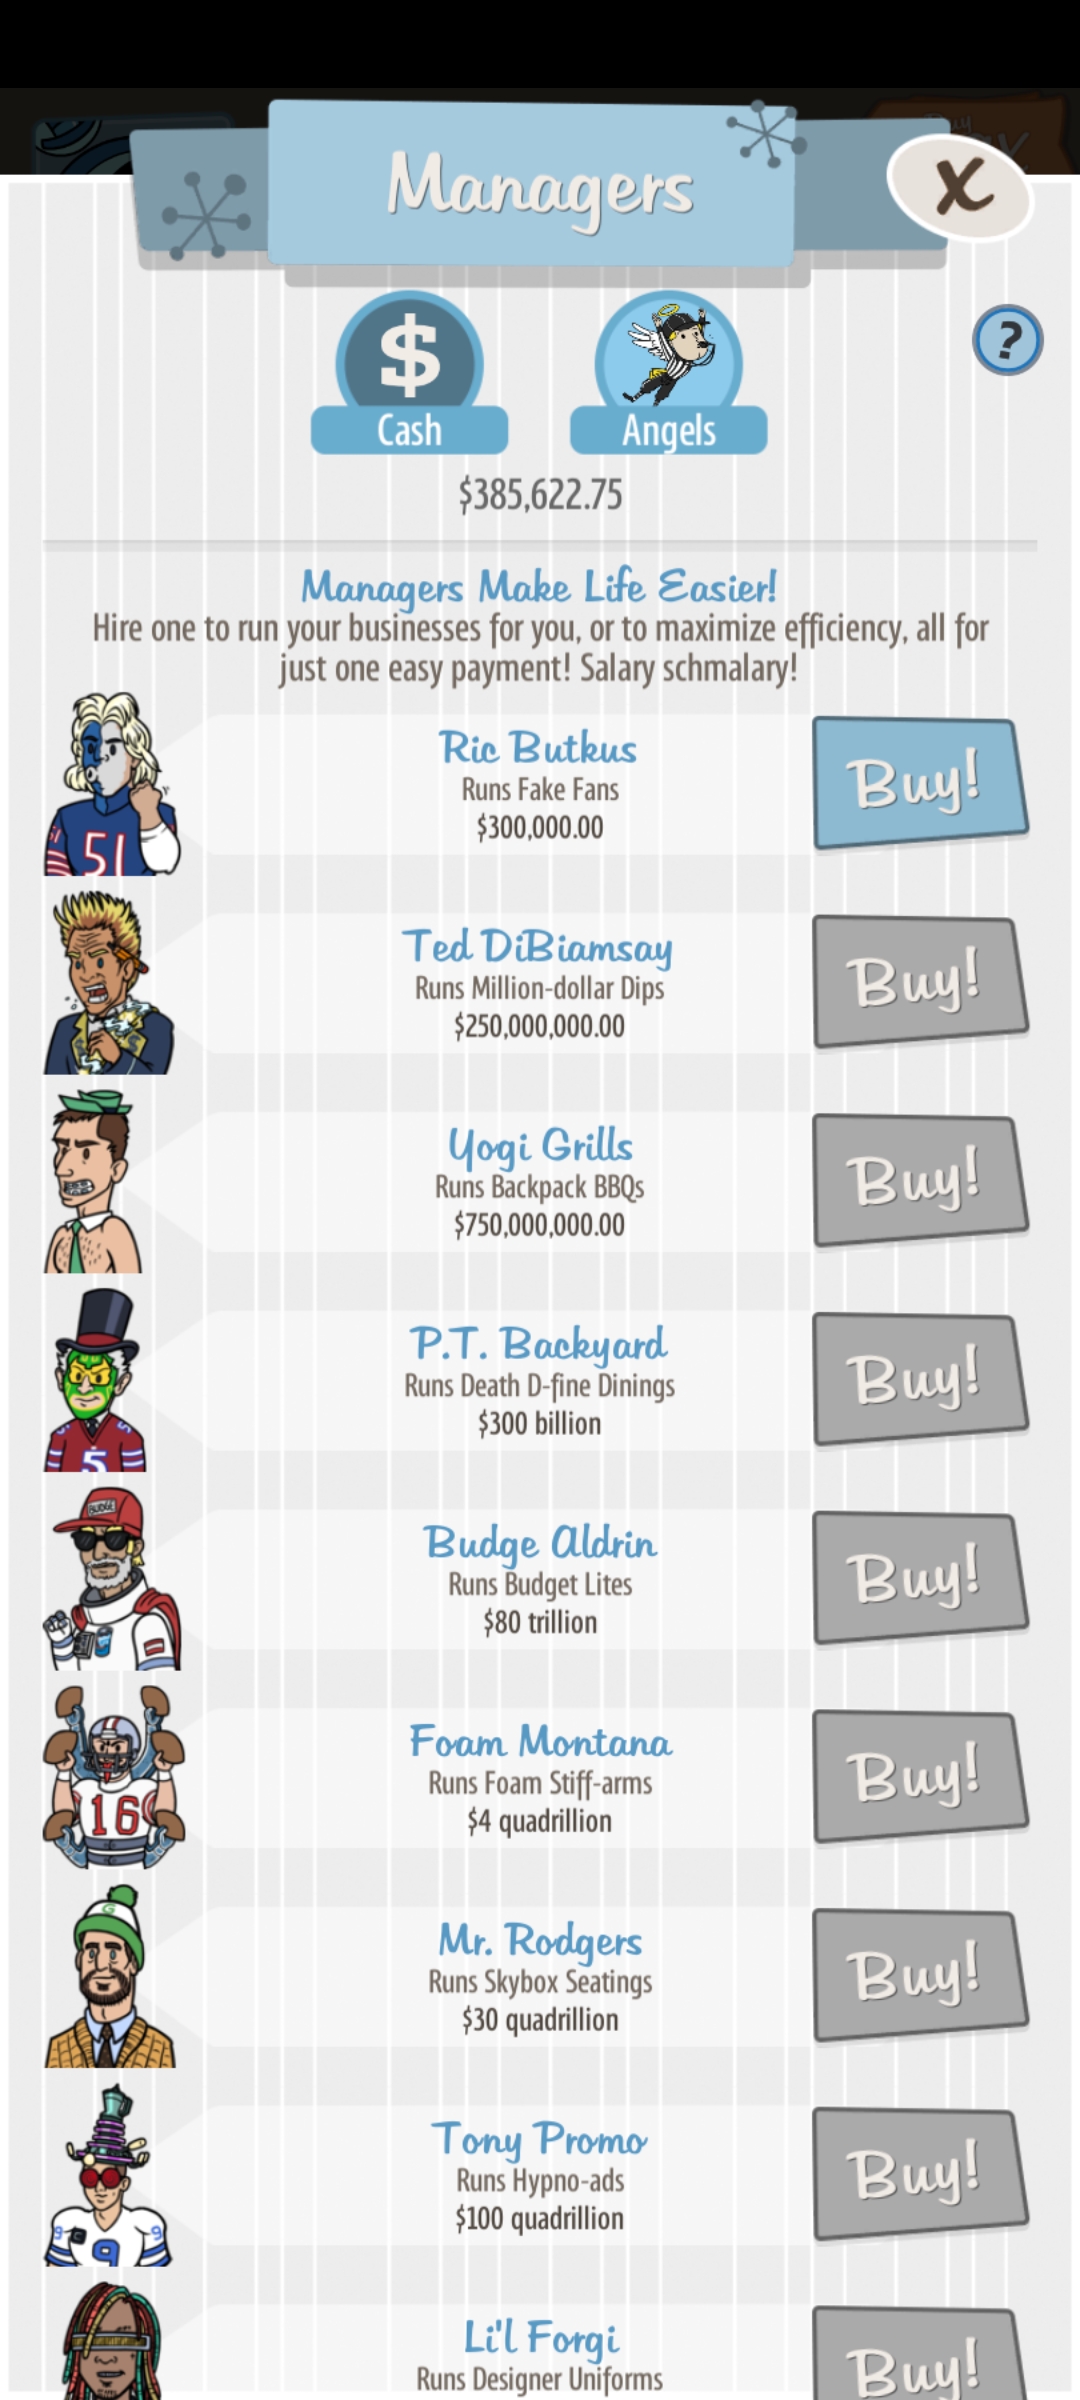 Buy
Managers
X
$
Cash
Angels
?
$385,622.75
Managers Make Life Easier!
Hire one to run your businesses for you, or to maximize efficiency, all for
just one easy payment! Salary schmalary!
Ric Butkus
Runs Fake Fans
$300,000.00
Buy!
51
51
Ted DiBiamsay
Runs Million-dollar Dips
$250,000,000.00
Buy!
Yogi Grills
Runs Backpack BBQs
$750,000,000.00
Buy!
P.T. Backyard
Runs Death D-fine Dinings
$300 billion
Buy!
5
BUDGE
Budge Aldrin
Runs Budget Lites
$80 trillion
Buy!
Foam Montana
Runs Foam Stiff-arms
$4 quadrillion
Buy!
16
G
Mr. Rodgers
Runs Skybox Seatings
$30 quadrillion
Buy!
Tony Promo
Runs Hypno-ads
$100 quadrillion
Buy!
9
9
9
Li'l Forgi
Runs Designer Uniforms
Buy!